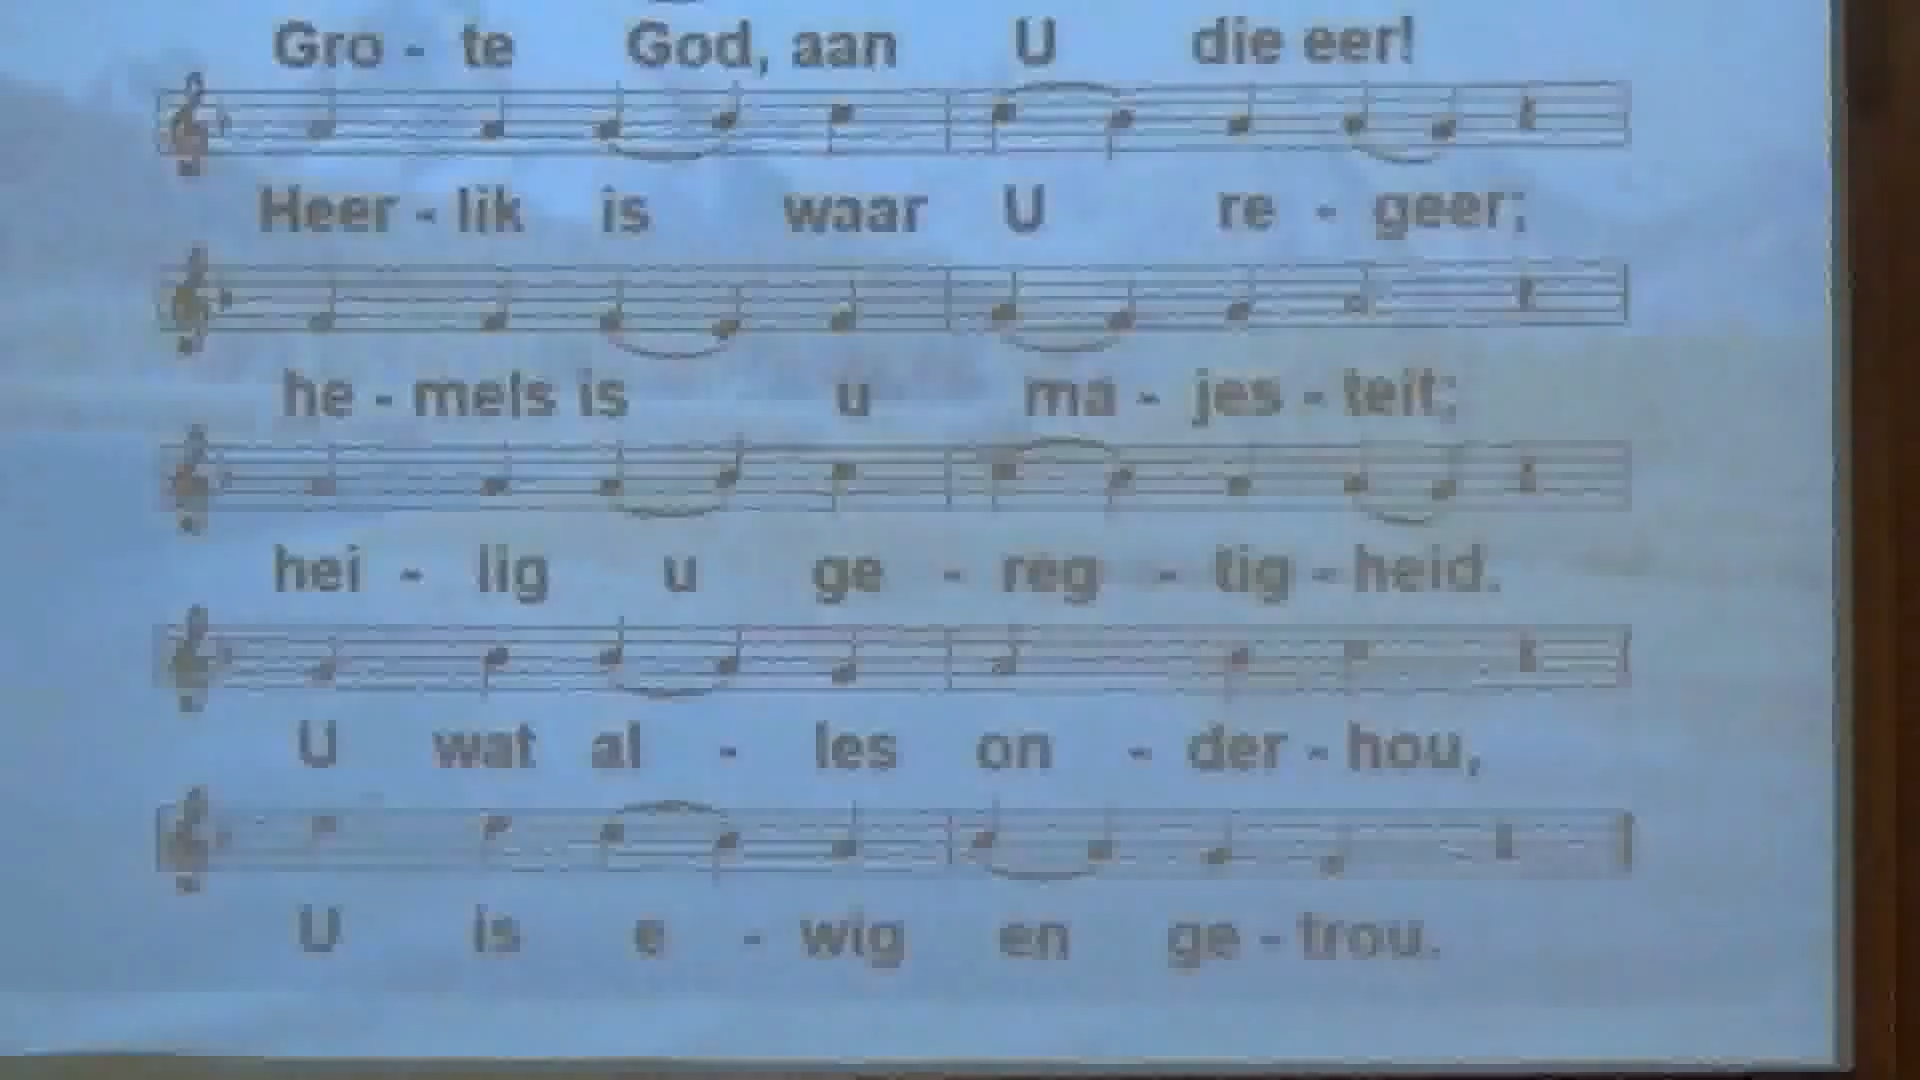 Gro - te God, aan U die eer!
Heer - lik is waar U re - geer;
he - mels is u ma - jes - teit;
hei - lig u ge - reg - tig - heid.
U wat al - les on - der - hou,
U is e - wig en ge - trou.